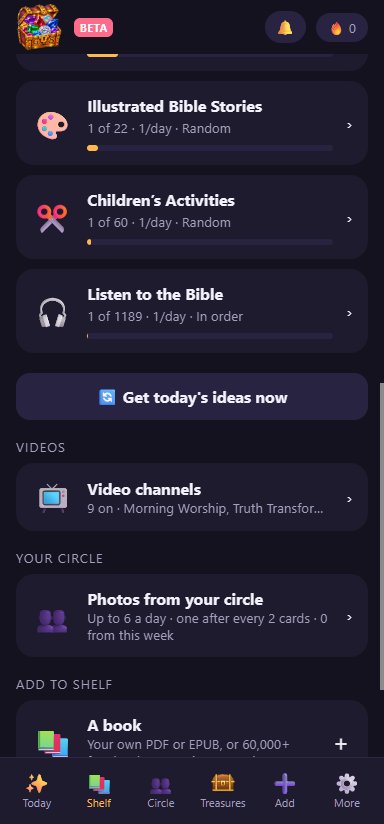 BETA
0
Illustrated Bible Stories
1 of 22 · 1/day · Random
Children's Activities
1 of 60 · 1/day · Random
Listen to the Bible
1 of 1189 · 1/day · In order
Get today's ideas now
VIDEOS
Video channels
9 on · Morning Worship, Truth Transfor...
YOUR CIRCLE
Photos from your circle
Up to 6 a day · one after every 2 cards · 0
from this week
ADD TO SHELF
A book
Your own PDF or EPUB, or 60,000+
Today
Shelf
Circle
Treasures
Add
More